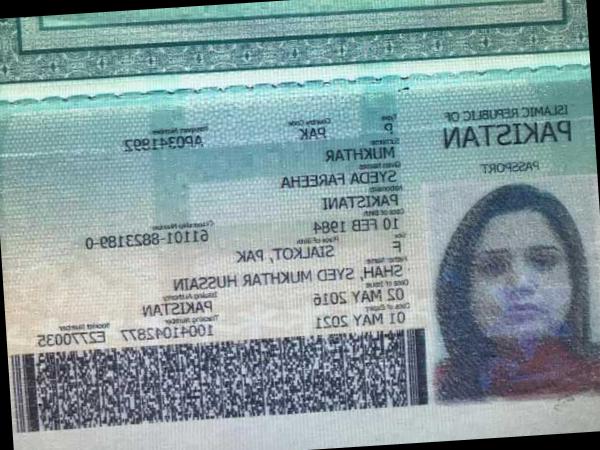 ISLAMIC REPUBLIC OF
PAKISTAN
PASSPORT
Type Country Code Passport Number
P PAK AP0341992
Surname
MUKHTAR
Given Names
SYEDA FAREEHA
Nationality
PAKISTANI
Date of Birth Citizenship Number
10 FEB 1984 61101-8823189-0
Sex Place of Birth
F SIALKOT, PAK
Father Name
SHAH, SYED MUKHTAR HUSSAIN
Date of Issue Issuing Authority
02 MAY 2016 PAKISTAN
Date of Expiry Tracking Number Booklet Number
01 MAY 2021 10041042877 E2770035